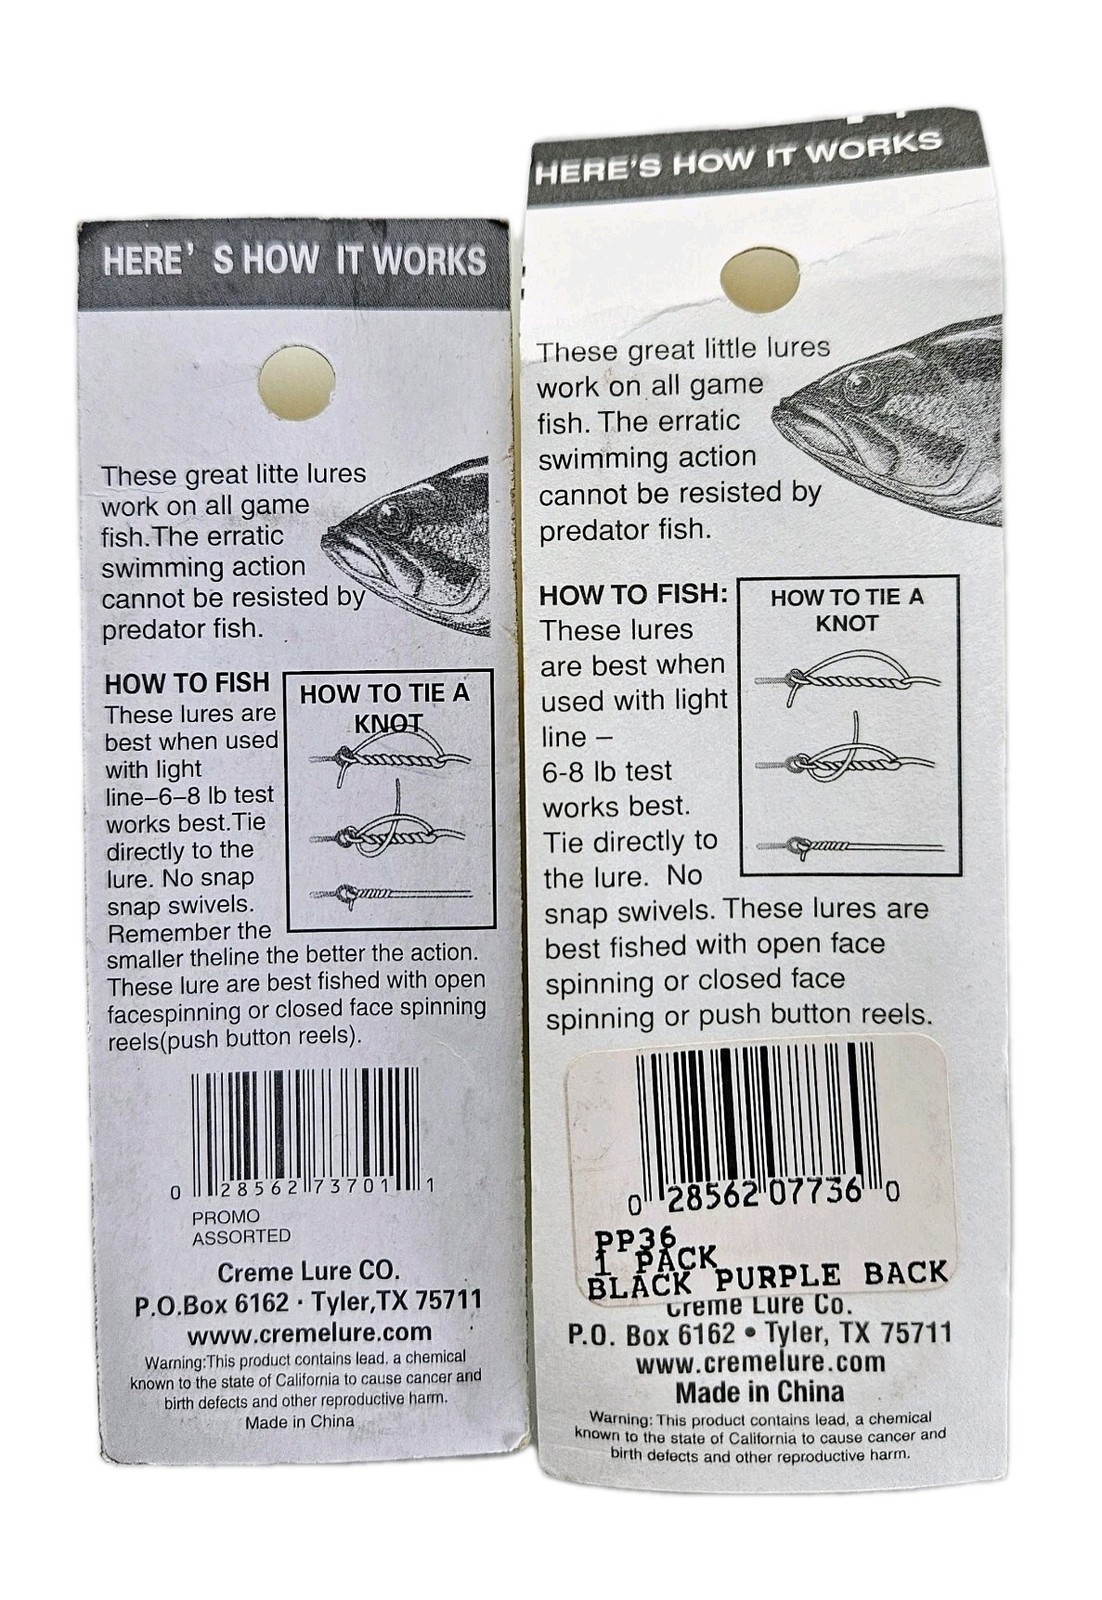 HERE' S HOW IT WORKS
These great litte lures
work on all game
fish.The erratic
swimming action
cannot be resisted by
predator fish.
HOW TO FISH
These lures are
best when used
with light
line–6–8 lb test
works best.Tie
directly to the
lure. No snap
snap swivels.
Remember the
smaller theline the better the action.
These lure are best fished with open
facespinning or closed face spinning
reels(push button reels).
HOW TO TIE A
KNOT
0 28562 73701 1
PROMO
ASSORTED
Creme Lure CO.
P.O.Box 6162 · Tyler,TX 75711
www.cremelure.com
Warning:This product contains lead. a chemical
known to the state of California to cause cancer and
birth defects and other reproductive harm.
Made in China
HERE'S HOW IT WORKS
These great little lures
work on all game
fish. The erratic
swimming action
cannot be resisted by
predator fish.
HOW TO FISH:
These lures
are best when
used with light
line –
6-8 lb test
works best.
Tie directly to
the lure. No
snap swivels. These lures are
best fished with open face
spinning or closed face
spinning or push button reels.
HOW TO TIE A
KNOT
0 28562 07736 0
PP36
1 PACK
BLACK PURPLE BACK
Creme Lure Co.
P.O. Box 6162 • Tyler, TX 75711
www.cremelure.com
Made in China
Warning: This product contains lead, a chemical
known to the state of California to cause cancer and
birth defects and other reproductive harm.